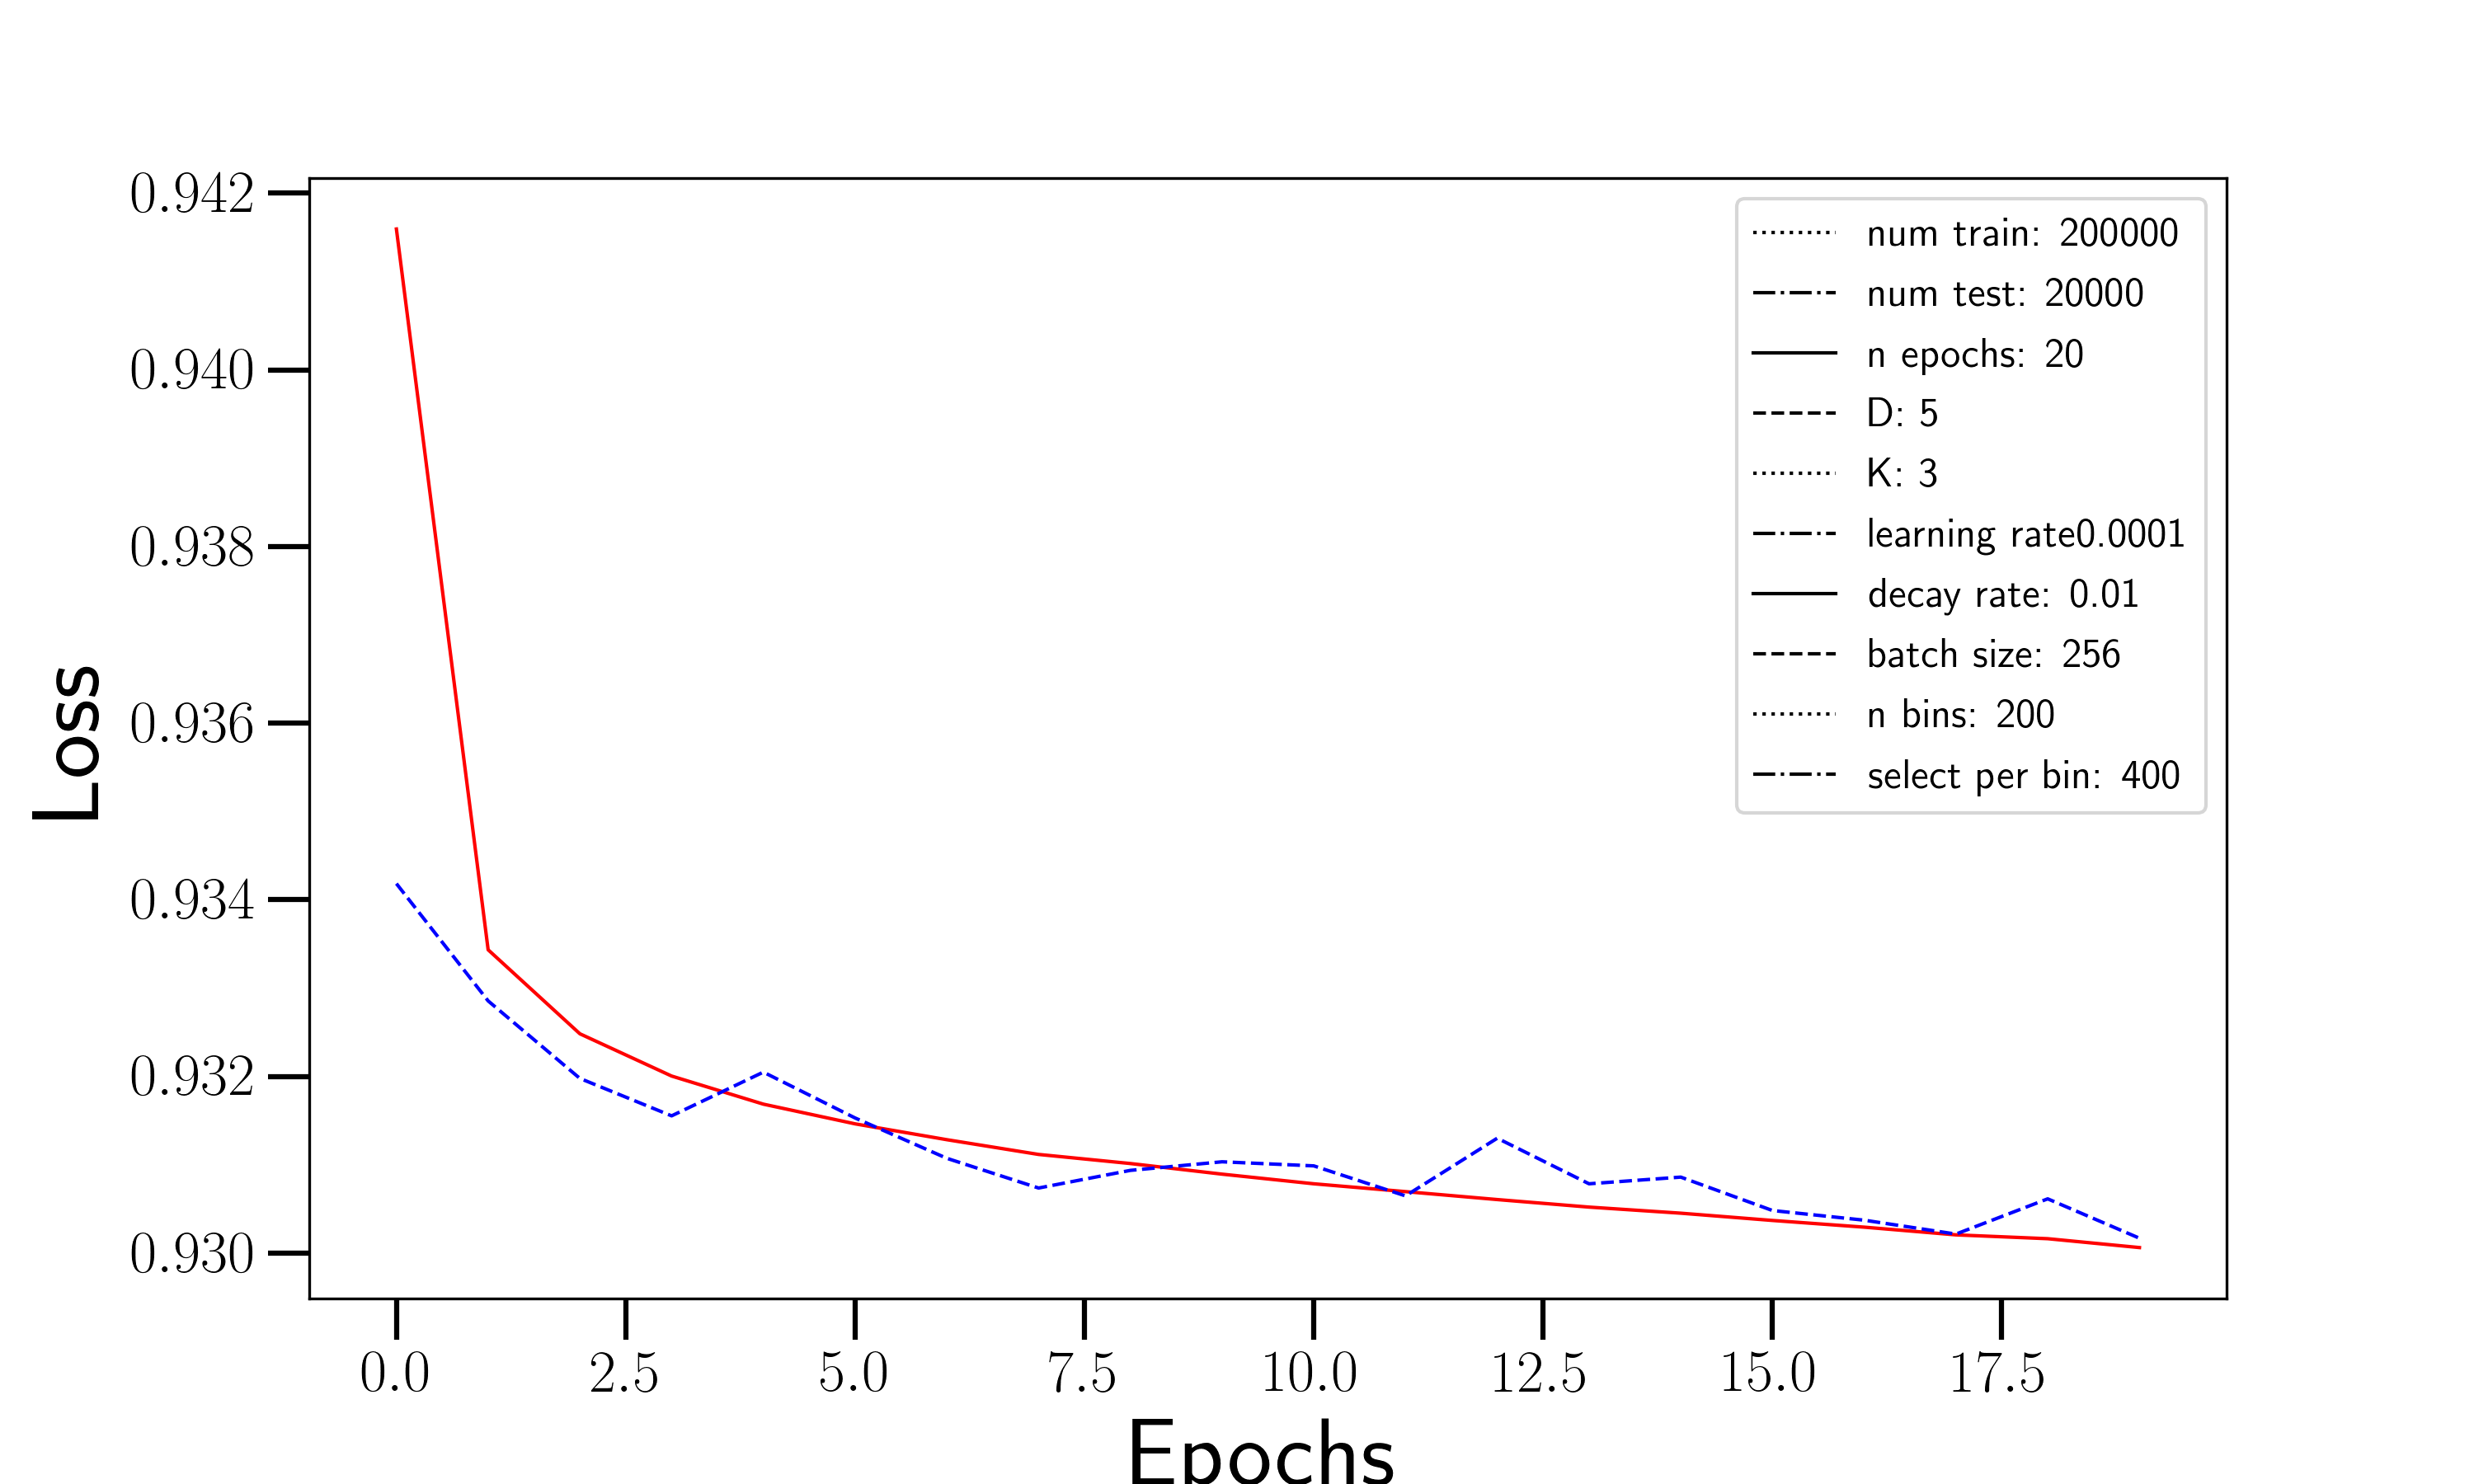 0.942
0.940
0.938
0.936
0.934
0.932
0.930
Loss
num train: 200000
num test: 20000
n epochs: 20
D: 5
K: 3
learning rate0.0001
decay rate: 0.01
batch size: 256
n bins: 200
select per bin: 400
0.0 2.5 5.0 7.5 10.0 12.5 15.0 17.5
Epochs